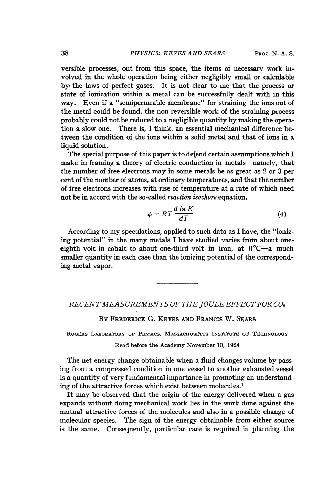 38 PHYSICS: KEYES AND SEARS PROC. N. A. S.
versible processes, out from this space, the items of necessary work in-
volved in the whole operation being either negligibly small or calculable
by the laws of perfect gases. It is not clear to me that the process or
state of ionization within a metal can be successfully dealt with in this
way. Even if a "semipermeable membrane" for straining the ions out of
the metal could be found, the non-reversible work of the straining process
probably could not be reduced to a negligible quantity by making the opera-
tion a slow one. There is, I think, an essential mechanical difference be-
tween the condition of the ions within a solid metal and that of ions in a
liquid solution.
The special purpose of this paper is to defend certain assumptions which I
make in framing a theory of electric conduction in metals—namely, that
the number of free electrons may in some metals be as great as 2 or 3 per
cent of the number of atoms, at ordinary temperatures, and that the number
of free electrons increases with rise of temperature at a rate of which need
not be in accord with the so-called reaction isochore equation,
φ = RT d ln K / dT (4)
According to my speculations, applied to such data as I have, the "ioniz-
ing potential" in the many metals I have studied varies from about one-
eighth volt in cobalt to about one-third volt in iron, at 0°C—a much
smaller quantity in each case than the ionizing potential of the correspond-
ing metal vapor.
RECENT MEASUREMENTS OF THE JOULE EFFECT FOR CO₂
BY FREDERICK G. KEYES AND FRANCIS W. SEARS
ROGERS LABORATORY OF PHYSICS, MASSACHUSETTS INSTITUTE OF TECHNOLOGY
Read before the Academy November 10, 1924
The net energy change obtainable when a fluid changes volume by pass-
ing from a compressed condition in one vessel to another exhausted vessel
is a quantity of very fundamental importance in promoting an understand-
ing of the attractive forces which exist between molecules.¹
It may be observed that the origin of the energy delivered when a gas
expands without doing mechanical work lies in the work done against the
mutual attractive forces of the molecules and also in a possible change of
molecular species. The sign of the energy obtainable from either source
is the same. Consequently, particular care is required in planning the